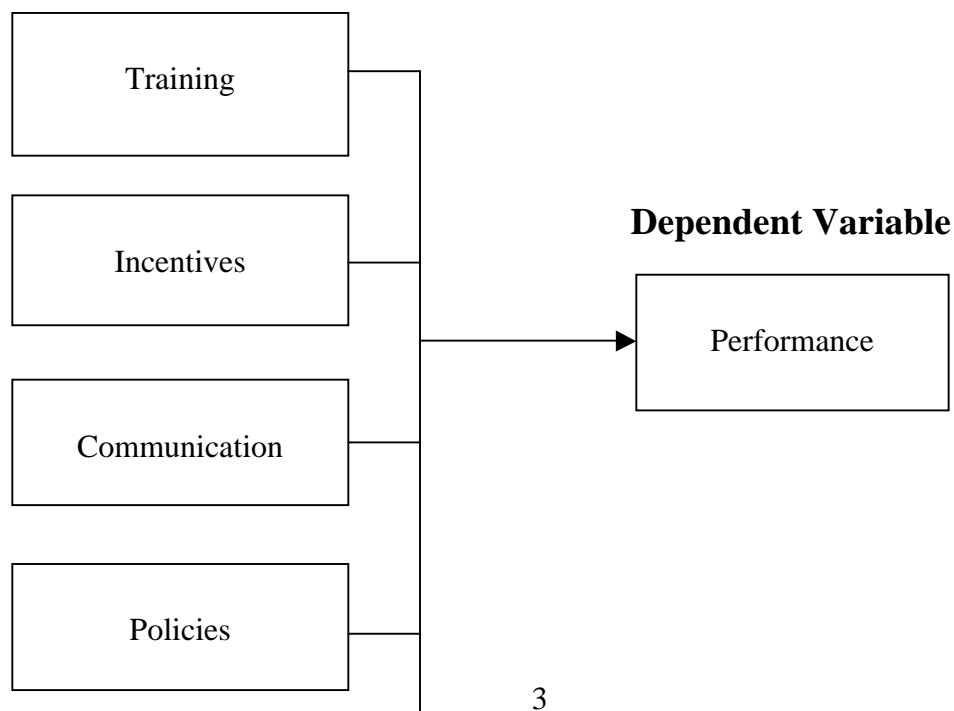 Training
Incentives
Dependent Variable
Performance
Communication
Policies
3